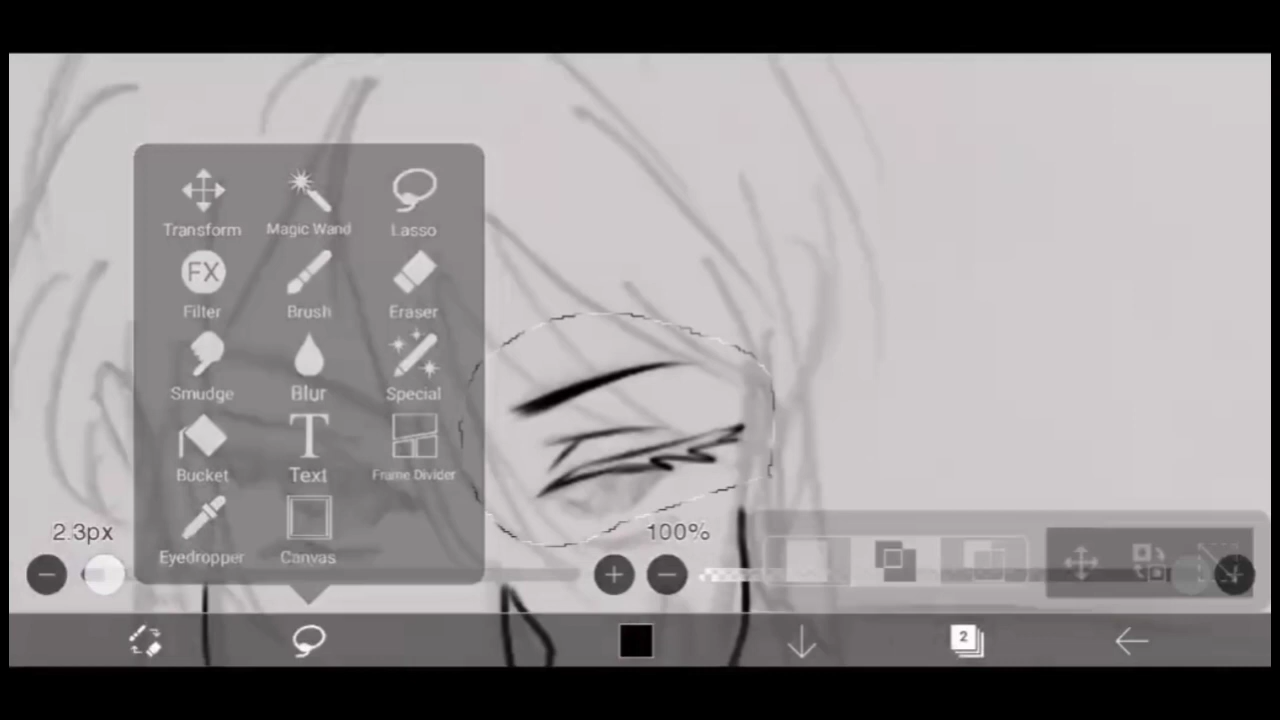 Transform Magic Wand Lasso
FX
Filter Brush Eraser
Smudge Blur Special
T
Bucket Text Frame Divider
Eyedropper Canvas
2.3px 100%
2